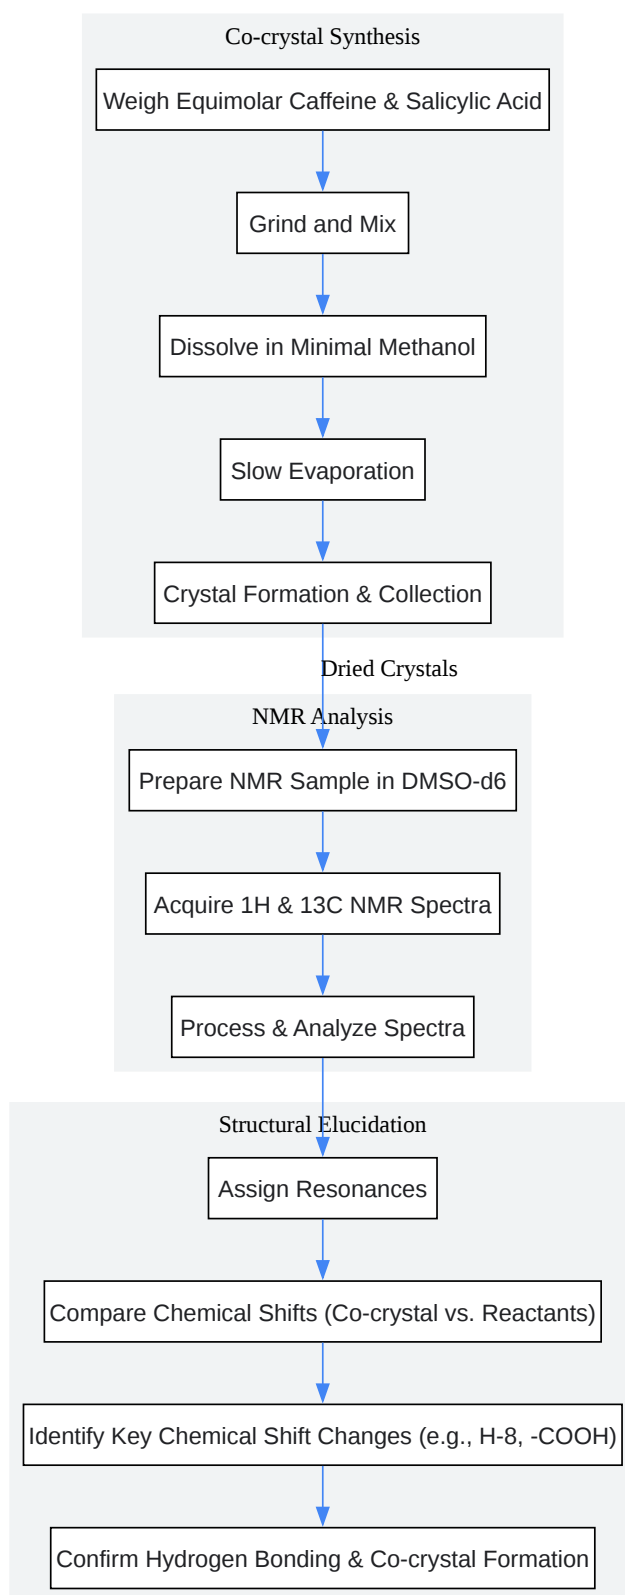 Co-crystal Synthesis
Weigh Equimolar Caffeine & Salicylic Acid
Grind and Mix
Dissolve in Minimal Methanol
Slow Evaporation
Crystal Formation & Collection
Dried Crystals
NMR Analysis
Prepare NMR Sample in DMSO-d6
Acquire 1H & 13C NMR Spectra
Process & Analyze Spectra
Structural Elucidation
Assign Resonances
Compare Chemical Shifts (Co-crystal vs. Reactants)
Identify Key Chemical Shift Changes (e.g., H-8, -COOH)
Confirm Hydrogen Bonding & Co-crystal Formation